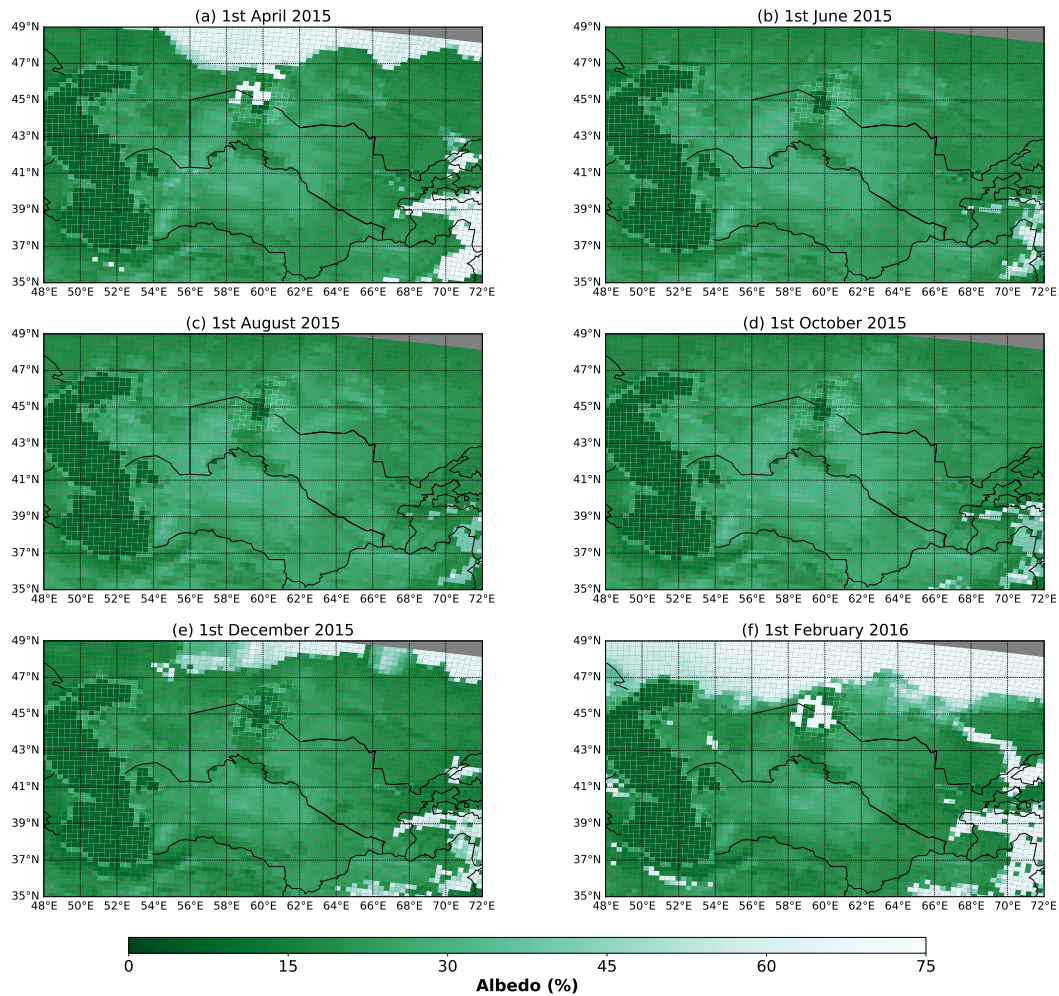 (a) 1st April 2015
49°N
47°N
45°N
43°N
41°N
39°N
37°N
35°N
48°E 52°E 54°E 56°E 58°E 60°E 62°E 64°E 66°E 68°E 70°E 72°E
(b) 1st June 2015
49°N
47°N
45°N
43°N
41°N
39°N
37°N
35°N
48°E 52°E 54°E 56°E 58°E 60°E 62°E 64°E 66°E 68°E 70°E 72°E
(c) 1st August 2015
49°N
47°N
45°N
43°N
41°N
39°N
37°N
35°N
48°E 50°E 52°E 54°E 56°E 58°E 60°E 62°E 64°E 66°E 68°E 70°E 72°E
(d) 1st October 2015
49°N
47°N
45°N
43°N
41°N
39°N
37°N
35°N
48°E 50°E 52°E 54°E 56°E 58°E 60°E 62°E 64°E 66°E 68°E 70°E 72°E
(e) 1st December 2015
49°N
47°N
45°N
43°N
41°N
39°N
37°N
35°N
48°E 50°E 52°E 54°E 56°E 58°E 60°E 62°E 64°E 66°E 68°E 70°E 72°E
(f) 1st February 2016
49°N
47°N
45°N
43°N
41°N
39°N
37°N
35°N
48°E 50°E 52°E 54°E 56°E 58°E 60°E 62°E 64°E 66°E 68°E 70°E 72°E
0 15 30 45 60 75
Albedo (%)